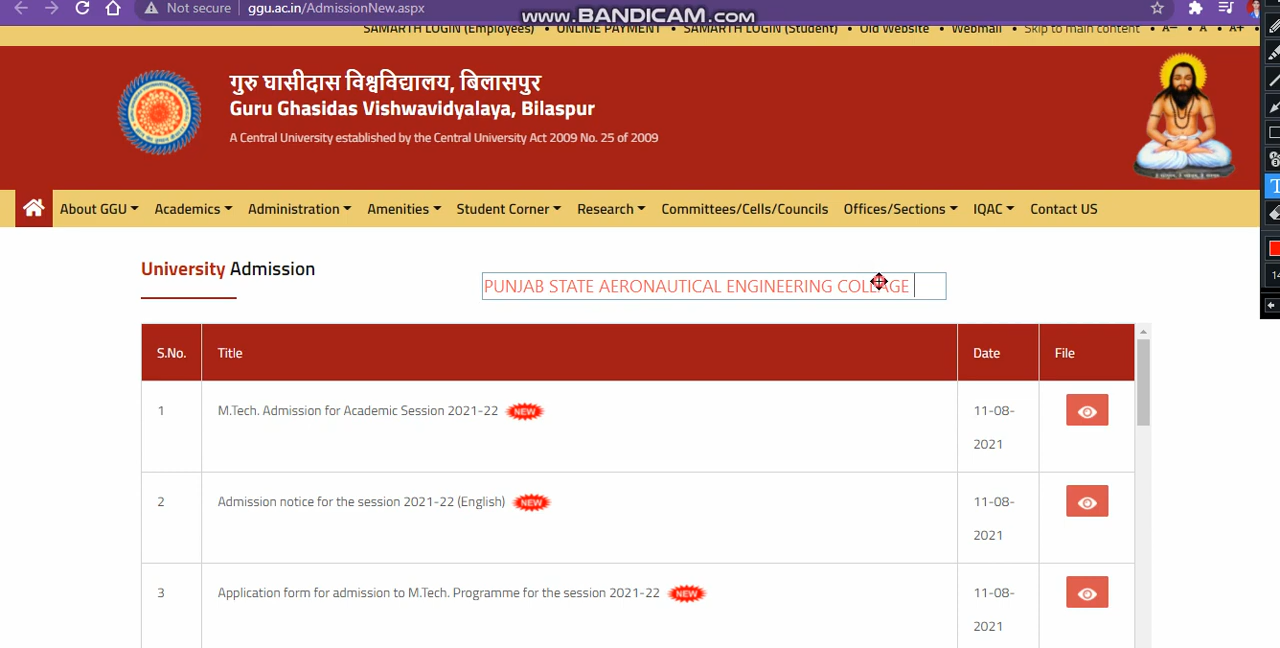 Not secure ggu.ac.in/AdmissionNew.aspx
www.BANDICAM.com
SAMARTH LOGIN (Employees) • ONLINE PAYMENT • SAMARTH LOGIN (Student) • Old Website • Webmail • Skip to main content • A- • A • A+ •
गुरु घासीदास विश्वविद्यालय, बिलासपुर
Guru Ghasidas Vishwavidyalaya, Bilaspur
A Central University established by the Central University Act 2009 No. 25 of 2009
About GGU Academics Administration Amenities Student Corner Research Committees/Cells/Councils Offices/Sections IQAC Contact US
University Admission
PUNJAB STATE AERONAUTICAL ENGINEERING COLLEAGE
S.No. Title Date File
1 M.Tech. Admission for Academic Session 2021-22 NEW 11-08-
2021
2 Admission notice for the session 2021-22 (English) NEW 11-08-
2021
3 Application form for admission to M.Tech. Programme for the session 2021-22 NEW 11-08-
2021